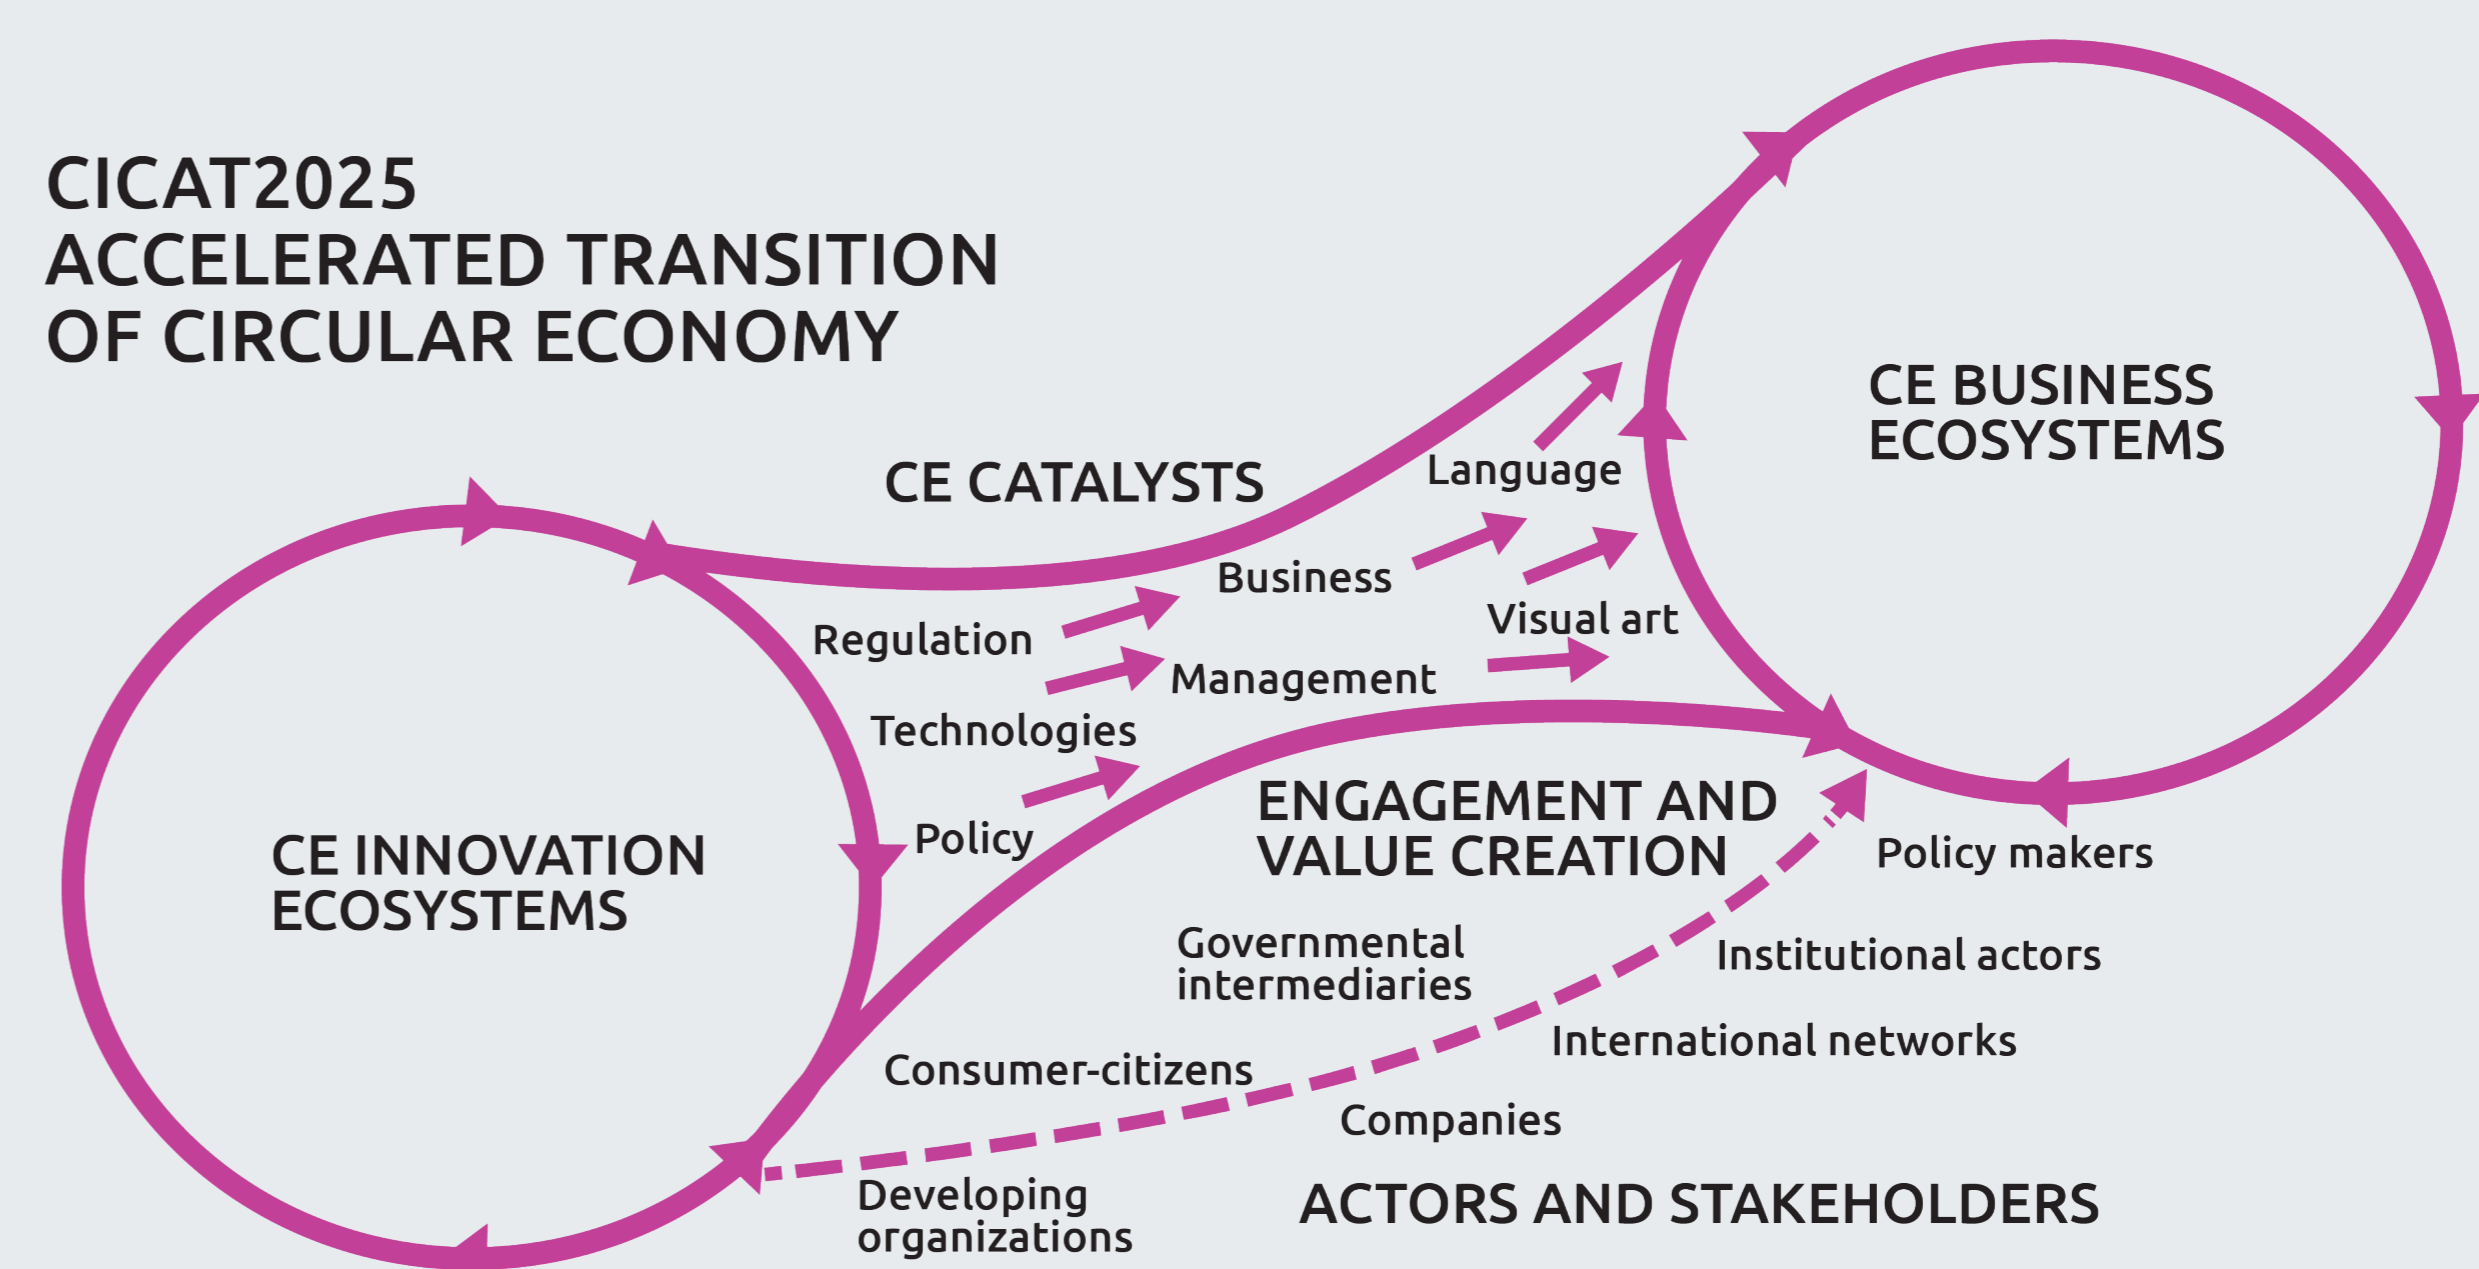 CICAT2025
ACCELERATED TRANSITION
OF CIRCULAR ECONOMY
CE BUSINESS
ECOSYSTEMS
CE CATALYSTS
Language
Business
Visual art
Regulation
Management
Technologies
Policy
CE INNOVATION
ECOSYSTEMS
ENGAGEMENT AND
VALUE CREATION
Policy makers
Governmental
intermediaries
Institutional actors
International networks
Consumer-citizens
Companies
Developing
organizations
ACTORS AND STAKEHOLDERS